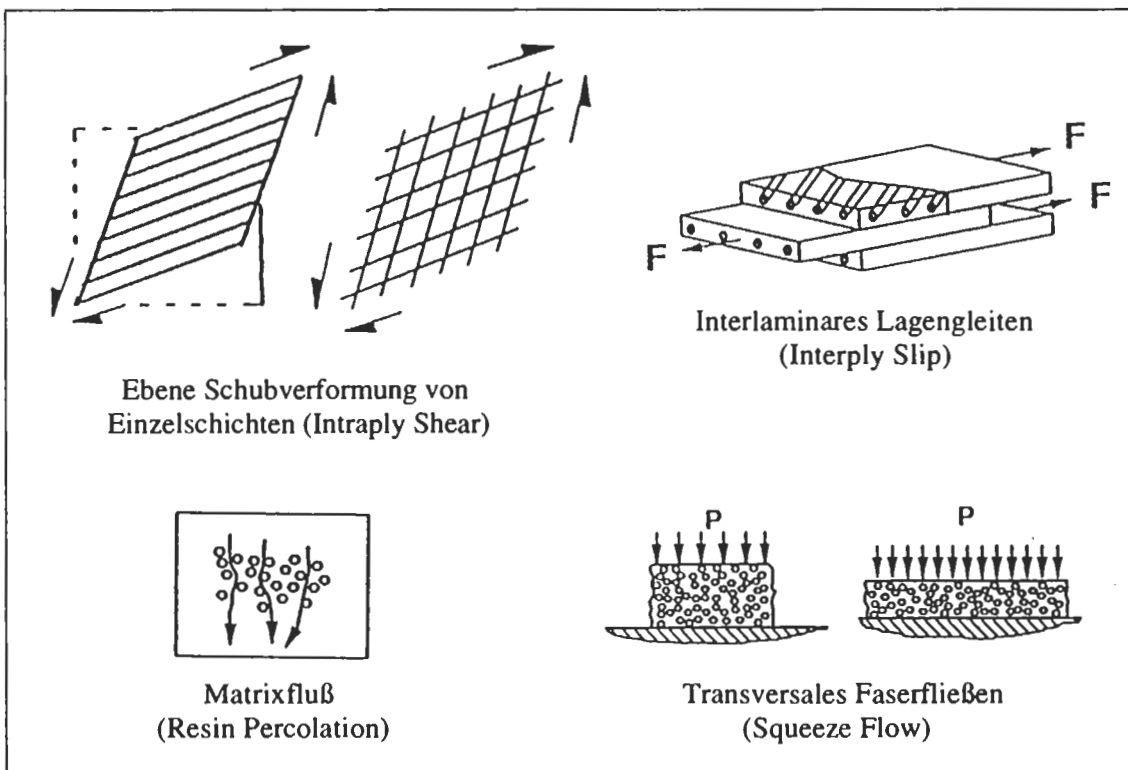 F
F
F
Ebene Schubverformung von
Einzelschichten (Intraply Shear)
Interlaminares Lagengleiten
(Interply Slip)
P
P
Matrixfluß
(Resin Percolation)
Transversales Faserfließen
(Squeeze Flow)